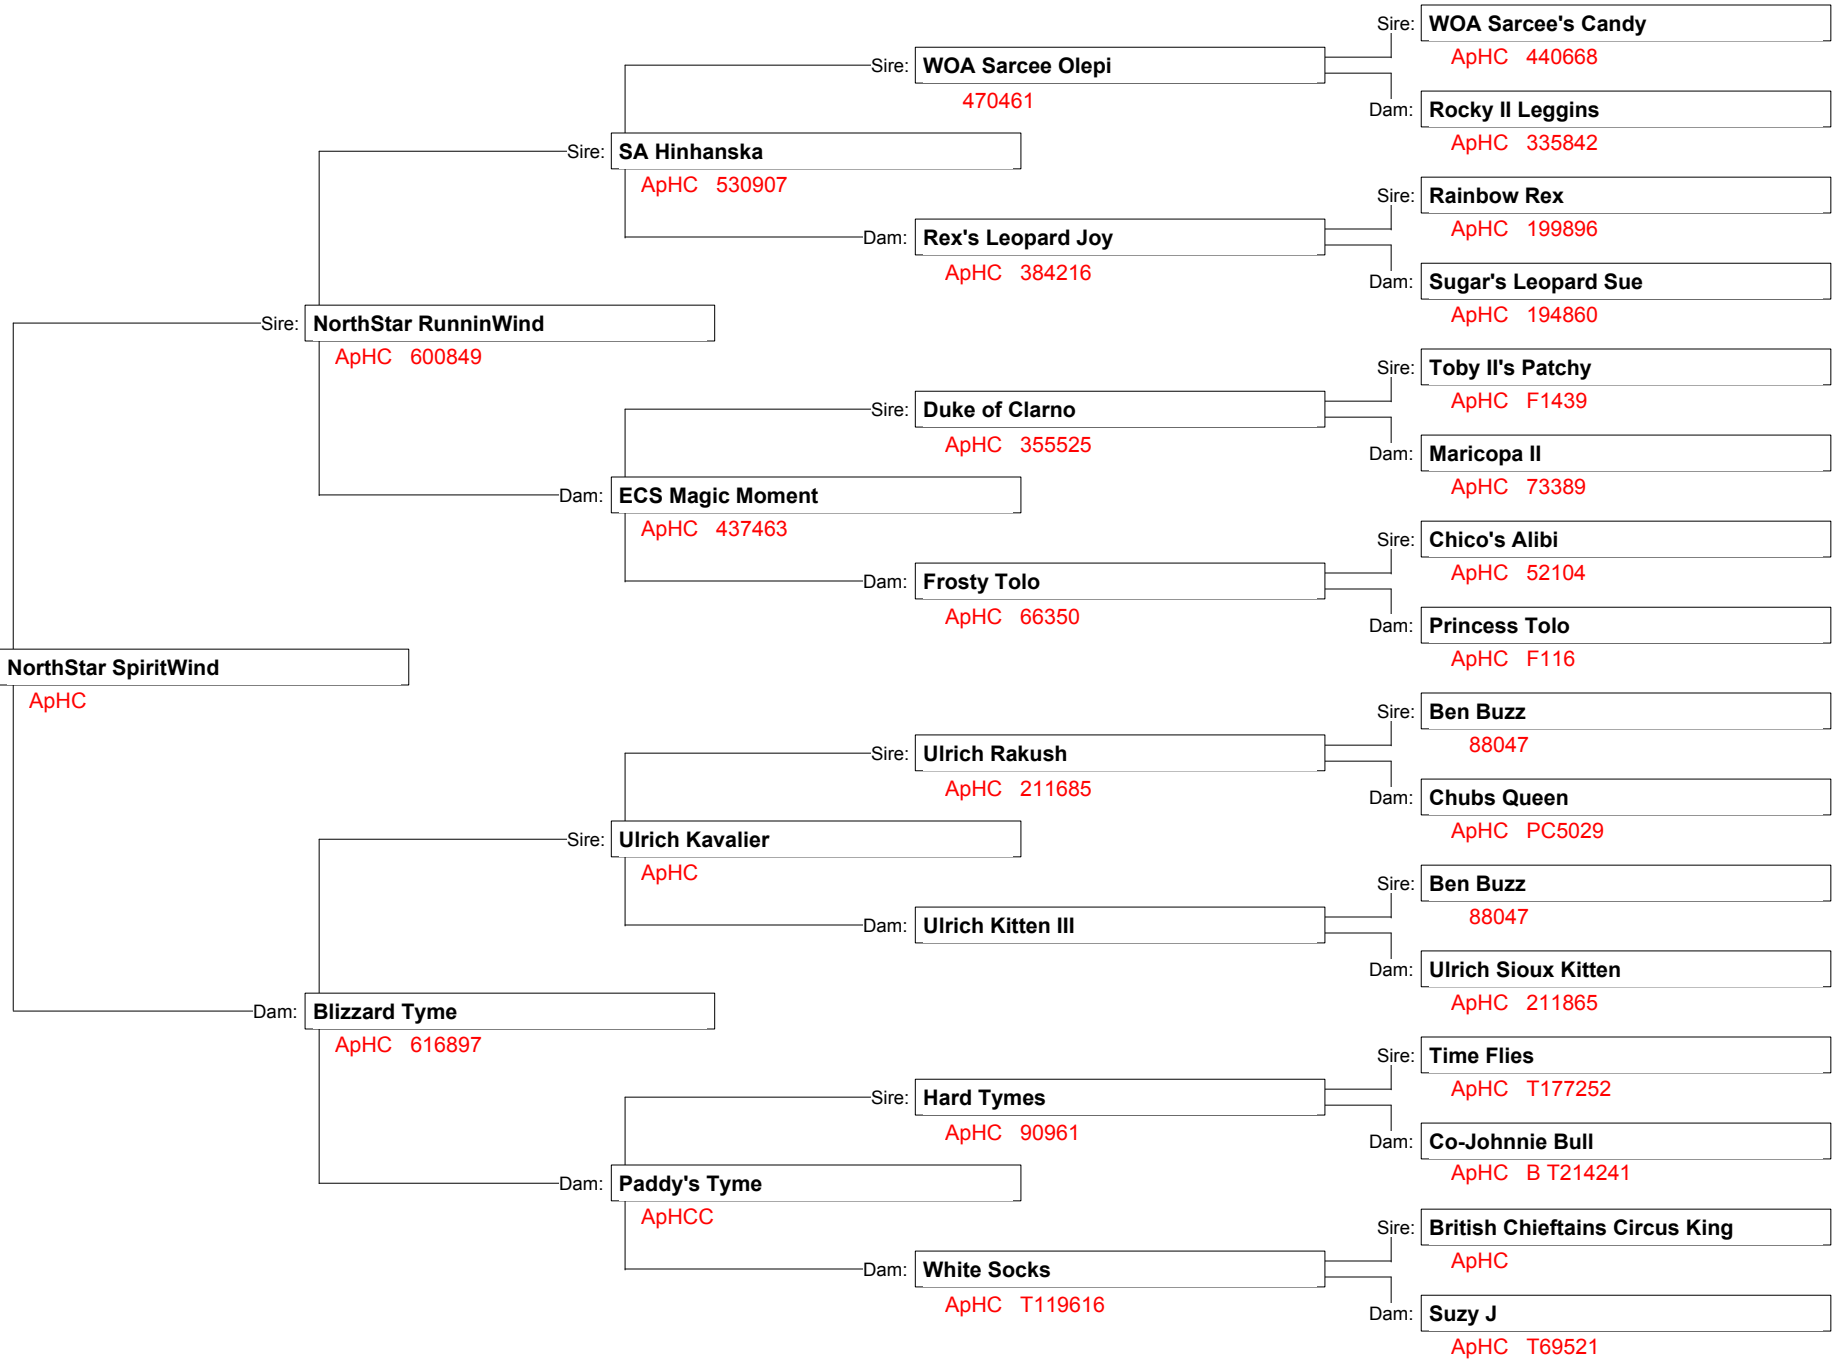 Sire: WOA Sarcee's Candy
ApHC 440668
Sire: WOA Sarcee Olepi
470461
Dam: Rocky II Leggins
ApHC 335842
Sire: SA Hinhanska
ApHC 530907
Sire: Rainbow Rex
ApHC 199896
Dam: Rex's Leopard Joy
ApHC 384216
Dam: Sugar's Leopard Sue
ApHC 194860
Sire: NorthStar RunninWind
ApHC 600849
Sire: Toby II's Patchy
ApHC F1439
Sire: Duke of Clarno
ApHC 355525
Dam: Maricopa II
ApHC 73389
Dam: ECS Magic Moment
ApHC 437463
Sire: Chico's Alibi
ApHC 52104
Dam: Frosty Tolo
ApHC 66350
Dam: Princess Tolo
ApHC F116
NorthStar SpiritWind
ApHC
Sire: Ben Buzz
88047
Sire: Ulrich Rakush
ApHC 211685
Dam: Chubs Queen
ApHC PC5029
Sire: Ulrich Kavalier
ApHC
Sire: Ben Buzz
88047
Dam: Ulrich Kitten III
Dam: Ulrich Sioux Kitten
ApHC 211865
Dam: Blizzard Tyme
ApHC 616897
Sire: Time Flies
ApHC T177252
Sire: Hard Tymes
ApHC 90961
Dam: Co-Johnnie Bull
ApHC B T214241
Dam: Paddy's Tyme
ApHCC
Sire: British Chieftains Circus King
ApHC
Dam: White Socks
ApHC T119616
Dam: Suzy J
ApHC T69521